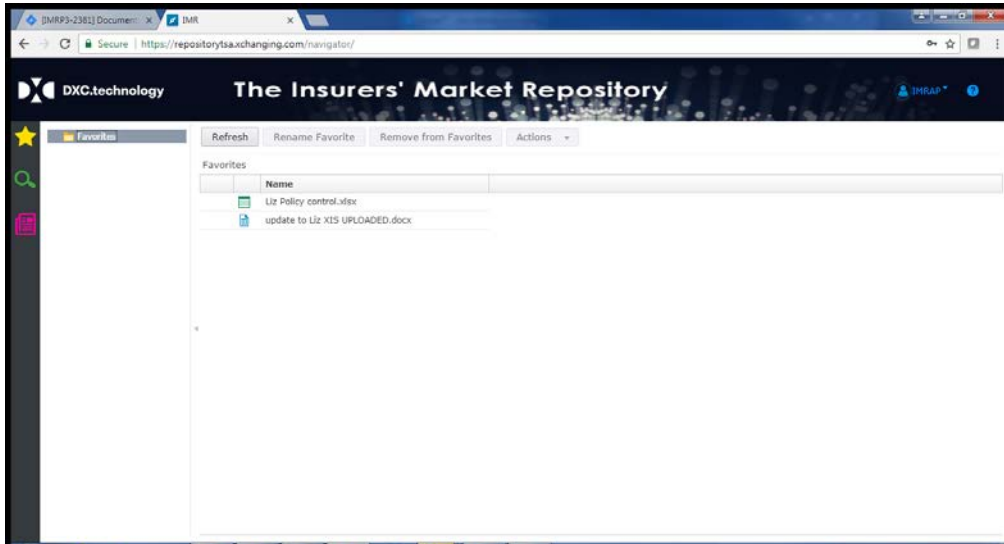 [IMRP3-2381] Document
IMR
Secure | https://repositorytsa.xchanging.com/navigator/
DXC.technology
The Insurers' Market Repository
IMRAP
Favorites
Refresh Rename Favorite Remove from Favorites Actions
Favorites
Name
Liz Policy control.xlsx
update to Liz XIS UPLOADED.docx